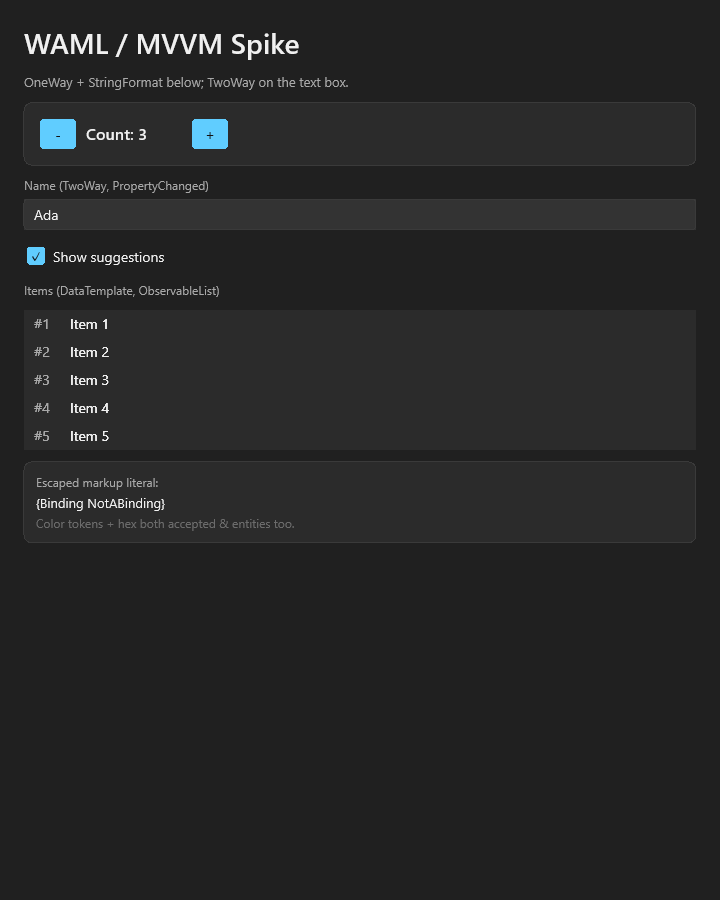 WAML / MVVM Spike
OneWay + StringFormat below; TwoWay on the text box.
- Count: 3 +
Name (TwoWay, PropertyChanged)
Ada
✓ Show suggestions
Items (DataTemplate, ObservableList)
#1 Item 1
#2 Item 2
#3 Item 3
#4 Item 4
#5 Item 5
Escaped markup literal:
{Binding NotABinding}
Color tokens + hex both accepted & entities too.